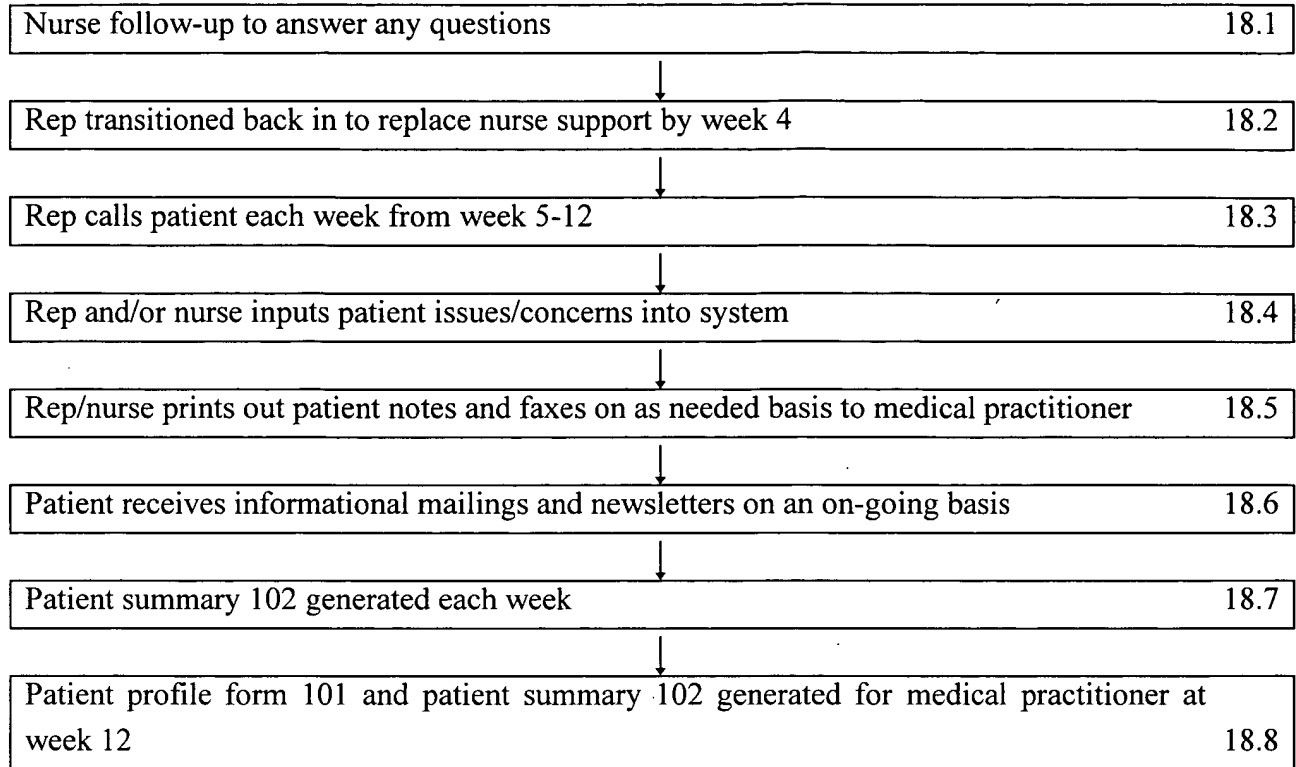 Nurse follow-up to answer any questions 18.1
Rep transitioned back in to replace nurse support by week 4 18.2
Rep calls patient each week from week 5-12 18.3
Rep and/or nurse inputs patient issues/concerns into system 18.4
Rep/nurse prints out patient notes and faxes on as needed basis to medical practitioner 18.5
Patient receives informational mailings and newsletters on an on-going basis 18.6
Patient summary 102 generated each week 18.7
Patient profile form 101 and patient summary 102 generated for medical practitioner at
week 12 18.8